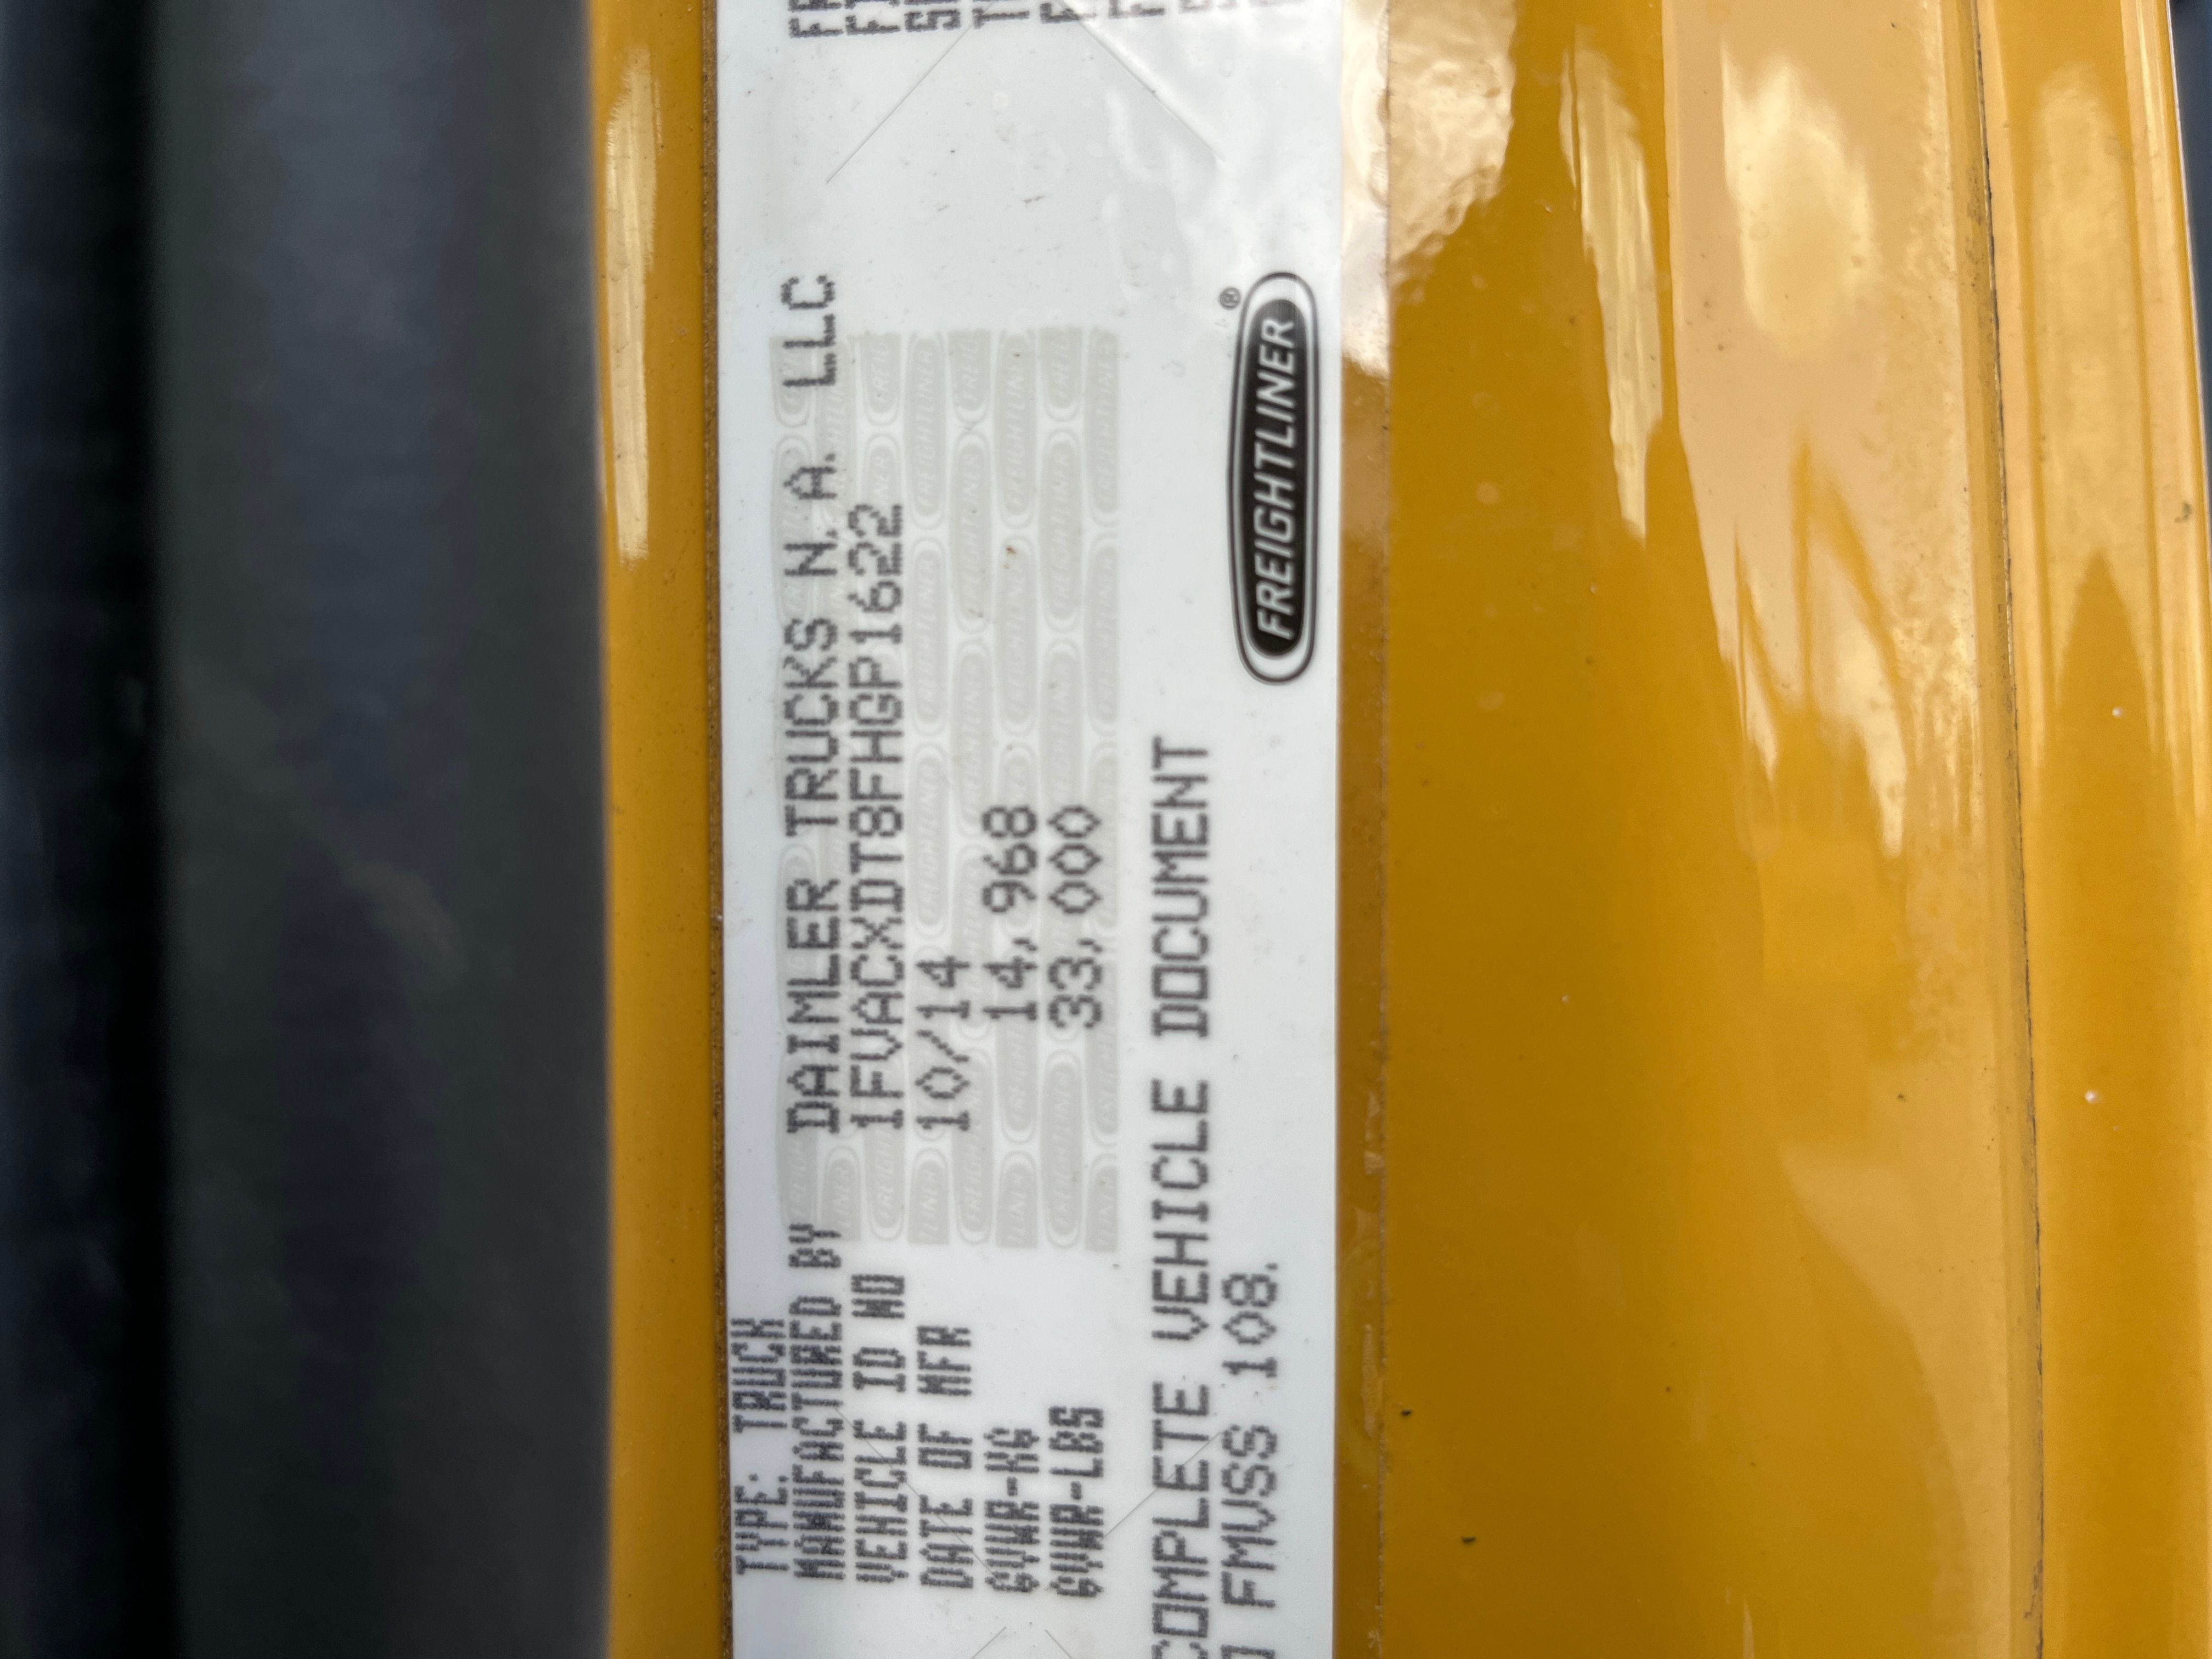 TYPE: TRUCK
MANUFACTURED BY DAIMLER TRUCKS N.A. LLC
VEHICLE ID NO 1FVACXDT8FHGP1622
DATE OF MFR 10/14
GVWR-KG 14,968
GVWR-LBS 33,000
COMPLETE VEHICLE DOCUMENT
FMVSS 108.
FREIGHTLINER®